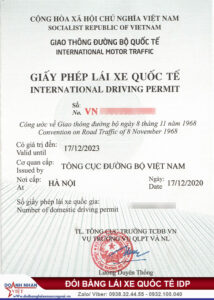 CỘNG HÒA XÃ HỘI CHỦ NGHĨA VIỆT NAM
SOCIALIST REPUBLIC OF VIETNAM
GIAO THÔNG ĐƯỜNG BỘ QUỐC TẾ
INTERNATIONAL MOTOR TRAFFIC
GIẤY PHÉP LÁI XE QUỐC TẾ
INTERNATIONAL DRIVING PERMIT
Số
No. VN
Công ước về Giao thông đường bộ ngày 8 tháng 11 năm 1968
Convention on Road Traffic of 8 November 1968
Có giá trị đến 17/12/2023
Valid until
Cơ quan cấp: TỔNG CỤC ĐƯỜNG BỘ VIỆT NAM
Issued by
Nơi cấp: HÀ NỘI Ngày: 17/12/2020
At Date
Số giấy phép lái xe quốc gia:
Number of domestic driving permit
TL. TỔNG CỤC TRƯỞNG TCĐB VN
VỤ TRƯỞNG VỤ QLPT VÀ NL
Lương Duyên Thống
DOANH NHÂN
VIỆT
ĐỔI BẰNG LÁI XE QUỐC TẾ IDP
Zalo/ Viber: 0938.32.44.55